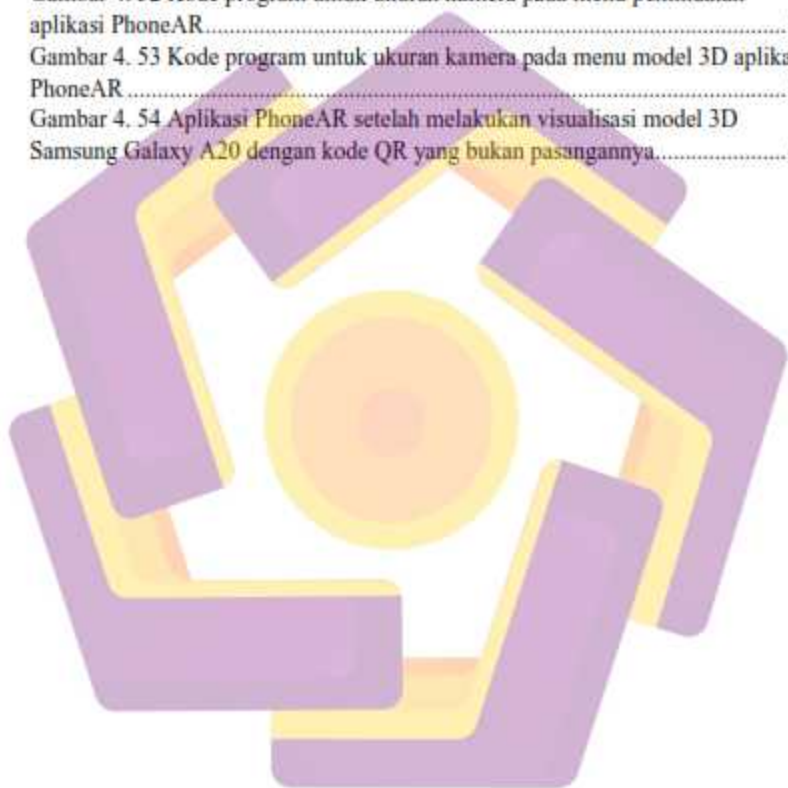 aplikasi PhoneAR...............................................................................................
Gambar 4. 53 Kode program untuk ukuran kamera pada menu model 3D aplika
PhoneAR.............................................................................................................
Gambar 4. 54 Aplikasi PhoneAR setelah melakukan visualisasi model 3D
Samsung Galaxy A20 dengan kode QR yang bukan pasangannya......................